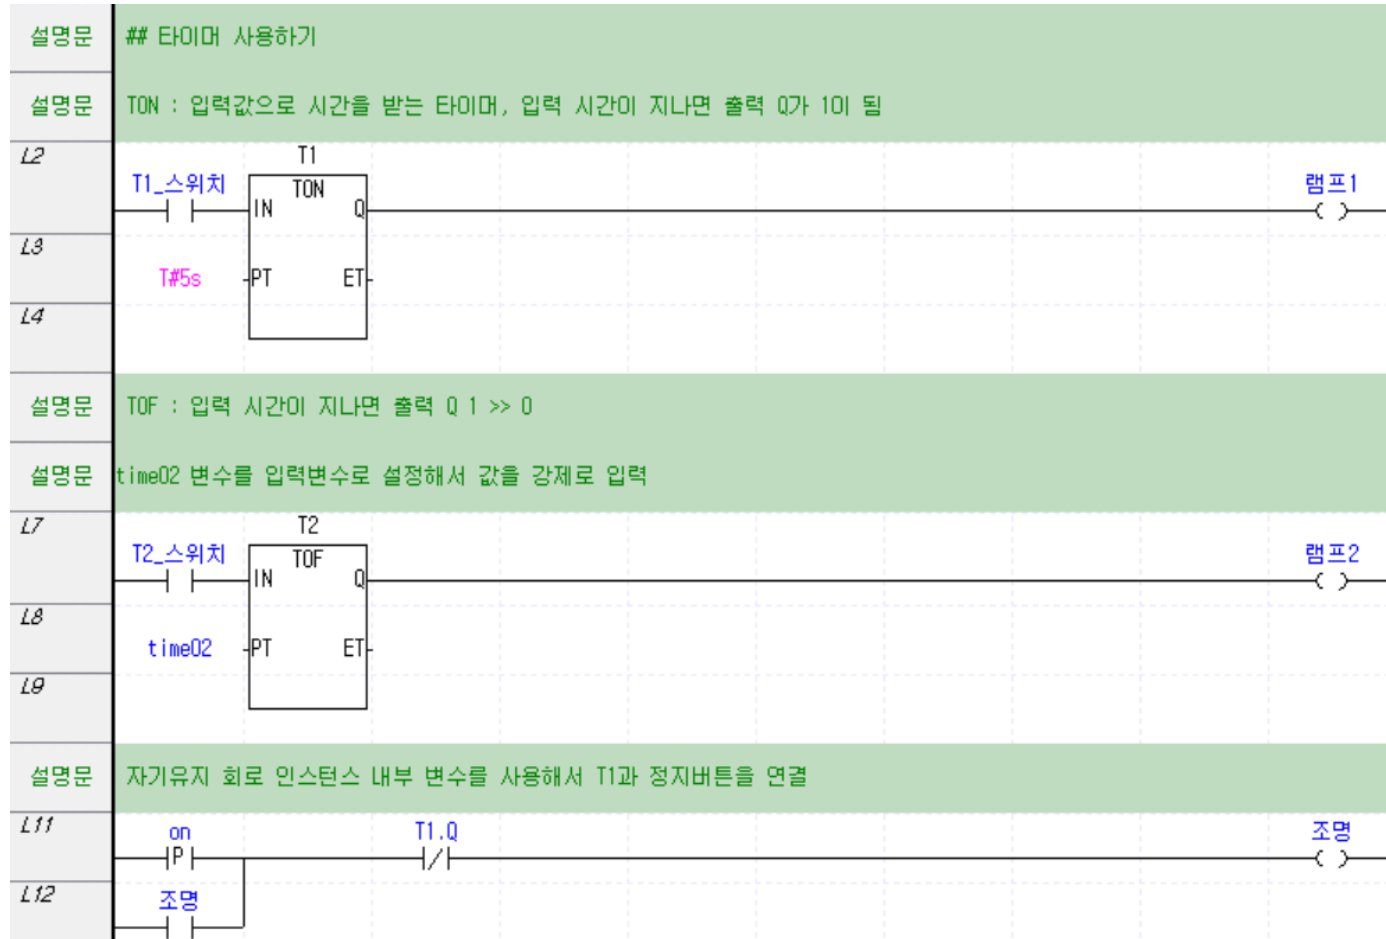 설명문 ## 타이머 사용하기
설명문 TON : 입력값으로 시간을 받는 타이머, 입력 시간이 지나면 출력 Q가 1이 됨
L2 T1
T1_스위치 TON 램프1
IN Q
L3
T#5s PT ET
L4
설명문 TOF : 입력 시간이 지나면 출력 Q 1 >> 0
설명문 time02 변수를 입력변수로 설정해서 값을 강제로 입력
L7 T2
T2_스위치 TOF 램프2
IN Q
L8
time02 PT ET
L9
설명문 자기유지 회로 인스턴스 내부 변수를 사용해서 T1과 정지버튼을 연결
L11 on T1.Q 조명
P
L12 조명